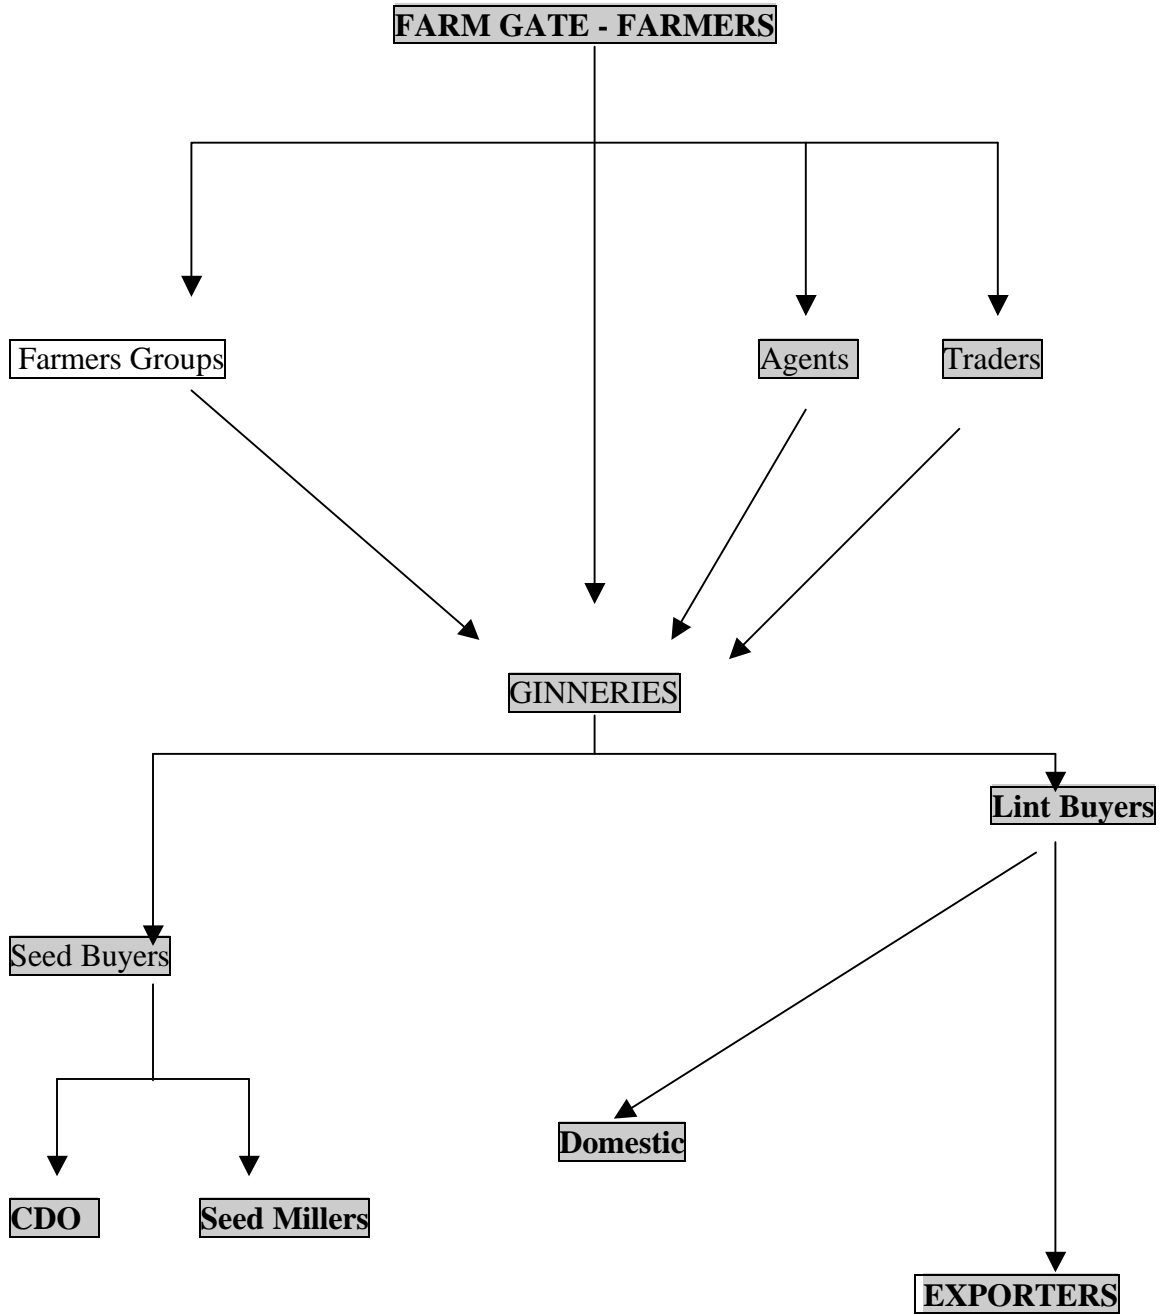 FARM GATE - FARMERS
Farmers Groups
Agents
Traders
GINNERIES
Lint Buyers
Seed Buyers
Domestic
CDO
Seed Millers
EXPORTERS